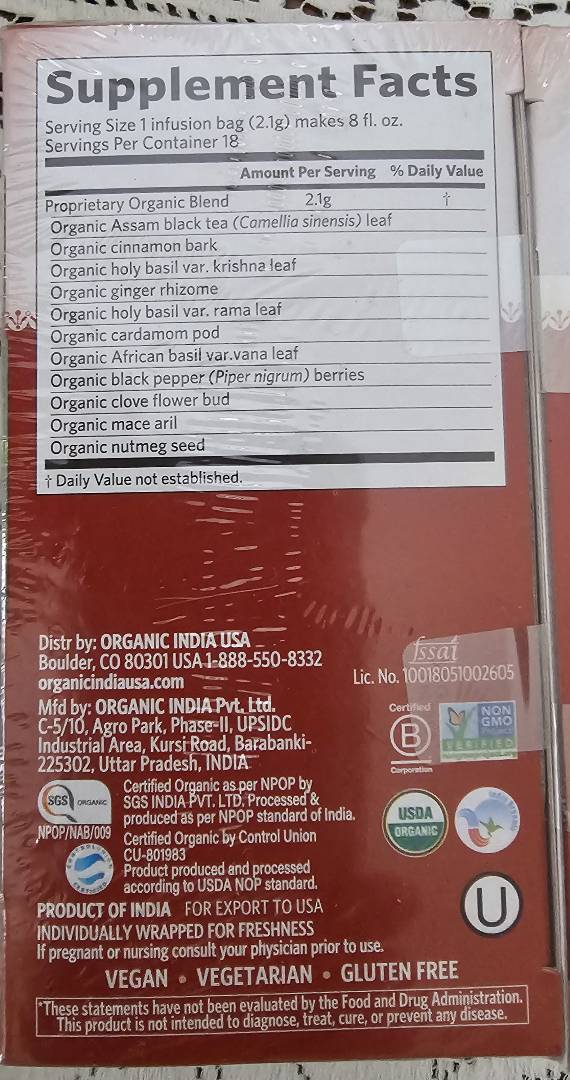 Supplement Facts
Serving Size 1 infusion bag (2.1g) makes 8 fl. oz.
Servings Per Container 18
Amount Per Serving % Daily Value
Proprietary Organic Blend 2.1g †
Organic Assam black tea (Camellia sinensis) leaf
Organic cinnamon bark
Organic holy basil var. krishna leaf
Organic ginger rhizome
Organic holy basil var. rama leaf
Organic cardamom pod
Organic African basil var.vana leaf
Organic black pepper (Piper nigrum) berries
Organic clove flower bud
Organic mace aril
Organic nutmeg seed
† Daily Value not established.
Distr by: ORGANIC INDIA USA
Boulder, CO 80301 USA 1-888-550-8332
organicindiausa.com
fssai
Lic. No. 10018051002605
Mfd by: ORGANIC INDIA Pvt. Ltd.
C-5/10, Agro Park, Phase-II, UPSIDC
Industrial Area, Kursi Road, Barabanki-
225302, Uttar Pradesh, INDIA
Certified
B
Corporation
NON
GMO
Project
VERIFIED
SGS ORGANIC
NPOP/NAB/009
Certified Organic as per NPOP by
SGS INDIA PVT. LTD. Processed &
produced as per NPOP standard of India.
Certified Organic by Control Union
CU-801983
Product produced and processed
according to USDA NOP standard.
USDA
ORGANIC
PRODUCT OF INDIA FOR EXPORT TO USA
INDIVIDUALLY WRAPPED FOR FRESHNESS
If pregnant or nursing consult your physician prior to use.
U
VEGAN • VEGETARIAN • GLUTEN FREE
*These statements have not been evaluated by the Food and Drug Administration.
This product is not intended to diagnose, treat, cure, or prevent any disease.